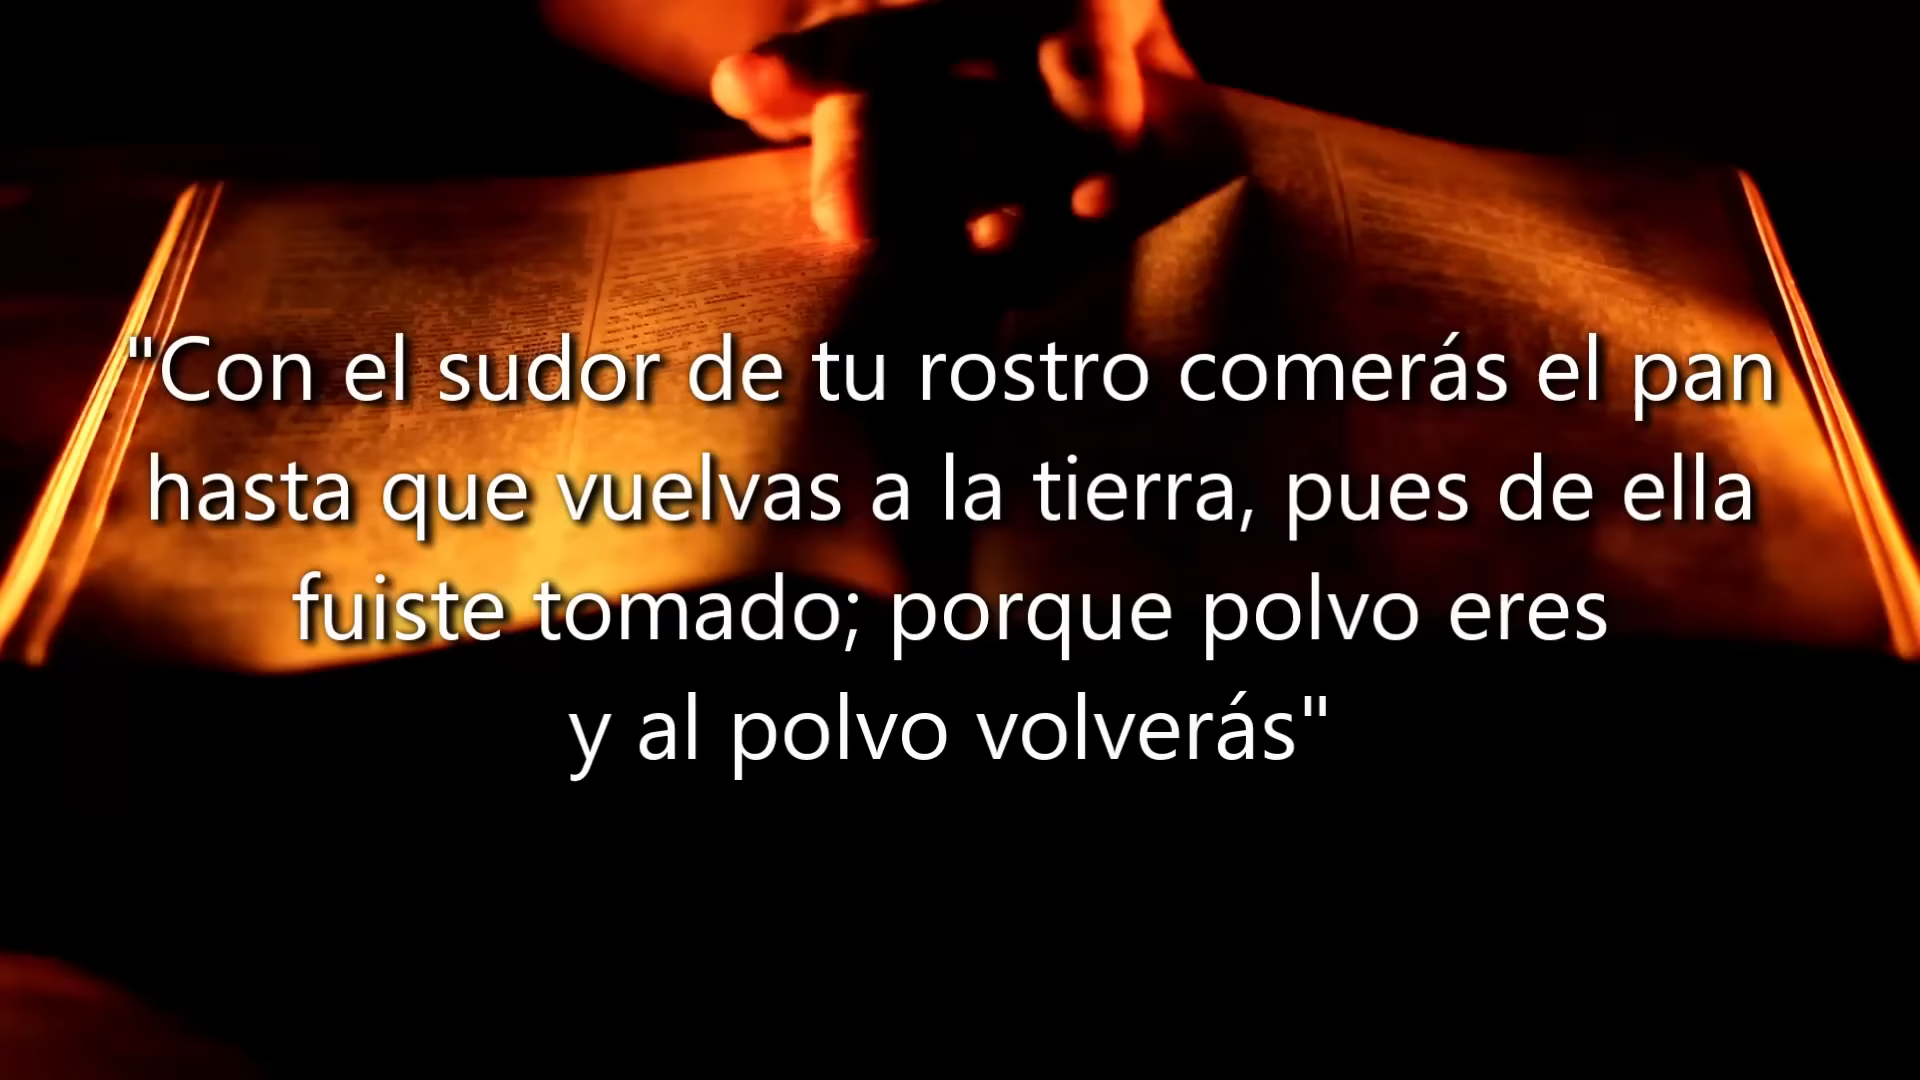 "Con el sudor de tu rostro comerás el pan
hasta que vuelvas a la tierra, pues de ella
fuiste tomado; porque polvo eres
y al polvo volverás"